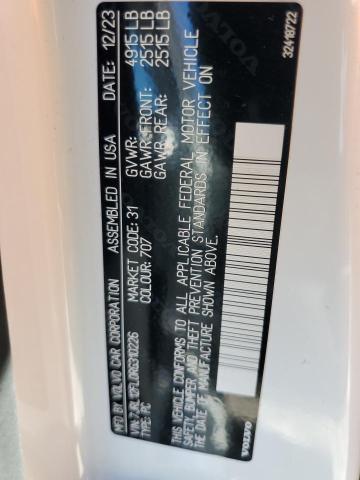 MFD BY VOLVO CAR CORPORATION ASSEMBLED IN USA DATE: 12/23
VIN: 7JRL12FL0RG310226 GVWR: 4915 LB
MARKET CODE: 31 GAWR FRONT: 2515 LB
TYPE: PC COLOUR: 707 GAWR REAR: 2515 LB
THIS VEHICLE CONFORMS TO ALL APPLICABLE FEDERAL MOTOR VEHICLE
SAFETY, BUMPER AND THEFT PREVENTION STANDARDS IN EFFECT ON
THE DATE OF MANUFACTURE SHOWN ABOVE.
VOLVO 32418722